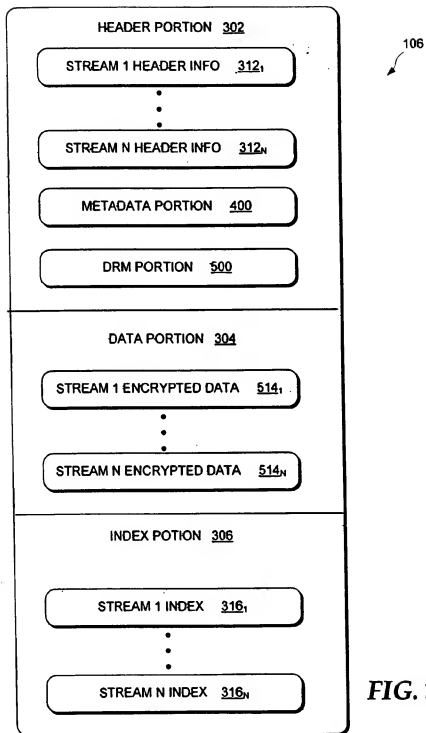 HEADER PORTION 302
106
STREAM 1 HEADER INFO 312₁
STREAM N HEADER INFO 312ₙ
METADATA PORTION 400
DRM PORTION 500
DATA PORTION 304
STREAM 1 ENCRYPTED DATA 514₁
STREAM N ENCRYPTED DATA 514ₙ
INDEX POTION 306
STREAM 1 INDEX 316₁
STREAM N INDEX 316ₙ
FIG.